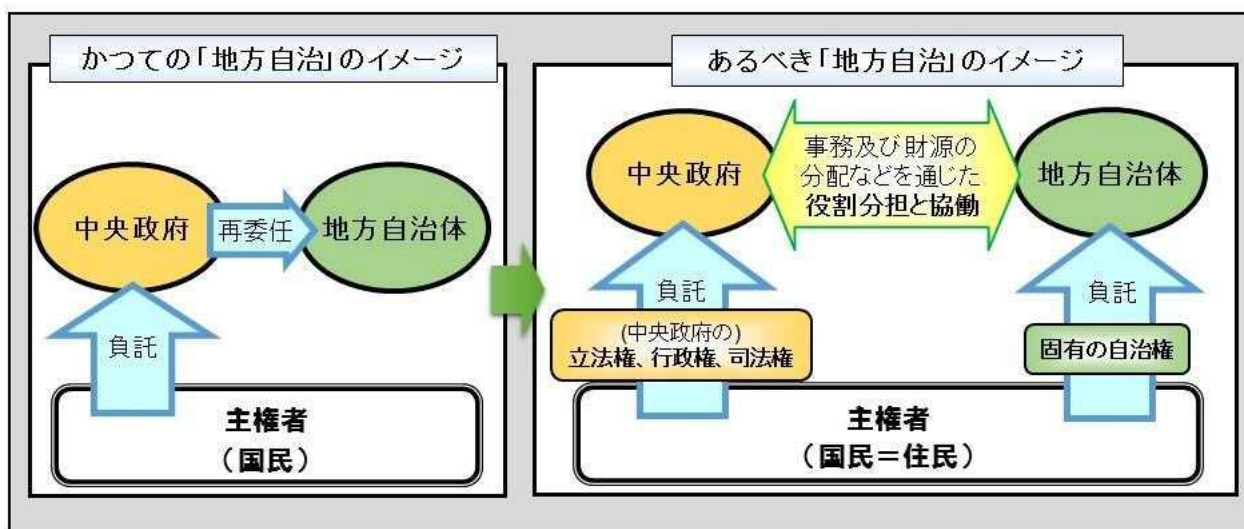 かつての「地方自治」のイメージ
中央政府
再委任
地方自治体
負託
主権者
（国民）
あるべき「地方自治」のイメージ
中央政府
事務及び財源の
分配などを通じた
役割分担と協働
地方自治体
負託
(中央政府の)
立法権、行政権、司法権
負託
固有の自治権
主権者
（国民＝住民）